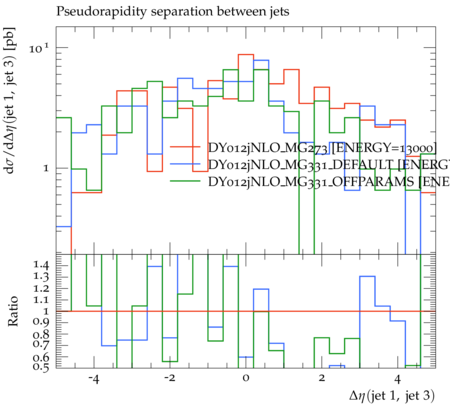 Pseudorapidity separation between jets
dσ/dΔη(jet 1, jet 3) [pb]
10¹
1
DY012jNLO_MG273 [ENERGY=13000]
DY012jNLO_MG331_DEFAULT [ENERG
DY012jNLO_MG331_OFFPARAMS [ENE
Ratio
1.4
1.3
1.2
1.1
1
0.9
0.8
0.7
0.6
0.5
-4 -2 0 2 4
Δη(jet 1, jet 3)